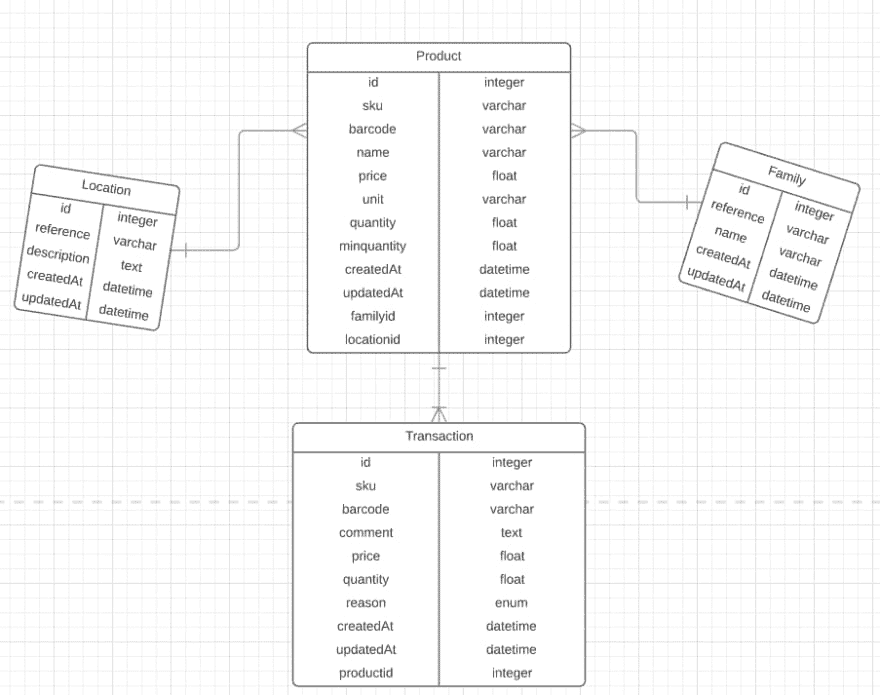 Product
id integer
sku varchar
barcode varchar
name varchar
price float
unit varchar
quantity float
minquantity float
createdAt datetime
updatedAt datetime
familyid integer
locationid integer
Location
id integer
reference varchar
description text
createdAt datetime
updatedAt datetime
Family
id integer
reference varchar
name varchar
createdAt datetime
updatedAt datetime
Transaction
id integer
sku varchar
barcode varchar
comment text
price float
quantity float
reason enum
createdAt datetime
updatedAt datetime
productid integer